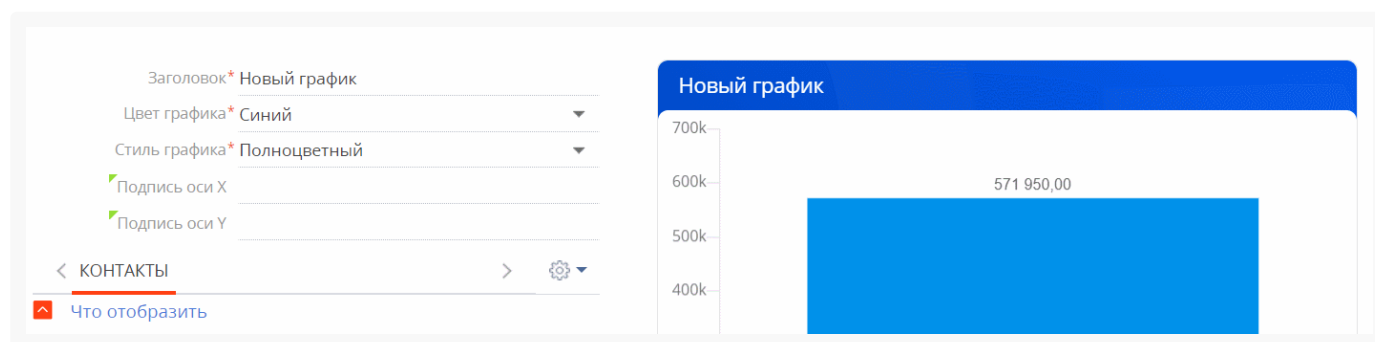 Заголовок* Новый график
Цвет графика* Синий
Стиль графика* Полноцветный
Подпись оси X
Подпись оси Y
КОНТАКТЫ
Что отобразить
Новый график
700k
600k
571 950,00
500k
400k